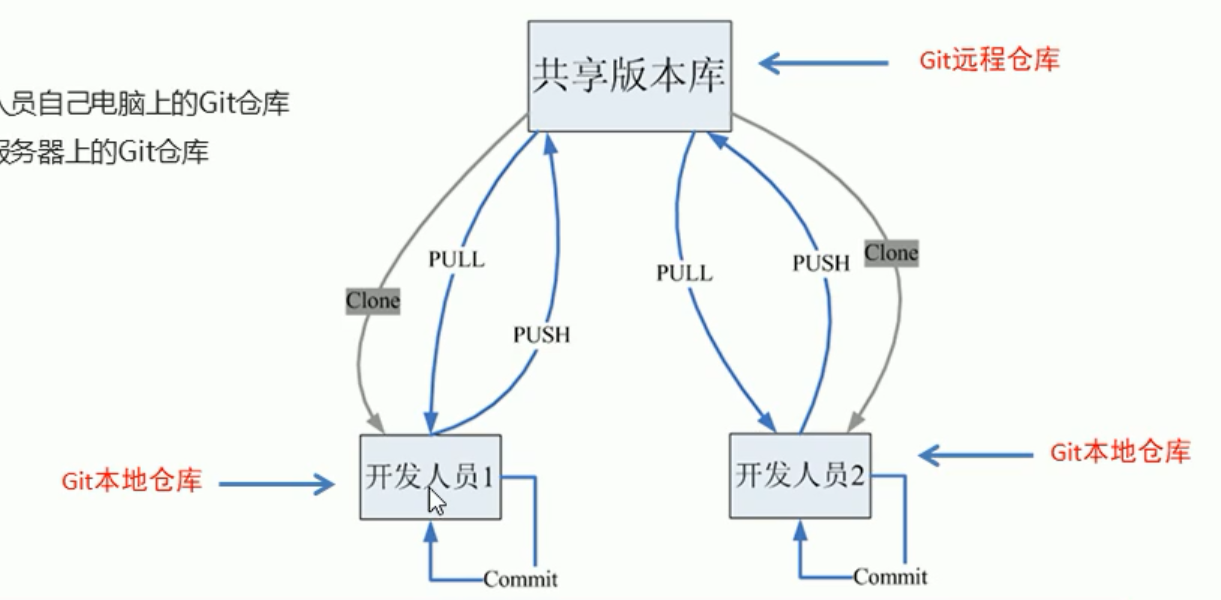 共享版本库
Git远程仓库
人员自己电脑上的Git仓库
服务器上的Git仓库
PULL
PUSH
Clone
PULL
Clone
PUSH
Git本地仓库
开发人员1
开发人员2
Git本地仓库
Commit
Commit